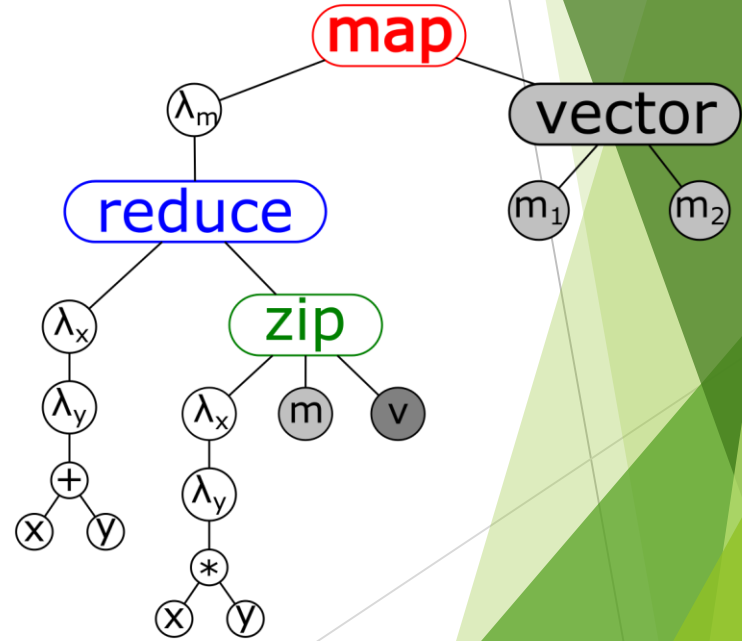 map
λm
vector
reduce
m1 m2
λx
zip
λy
λx m v
+
λy
x y
*
x y